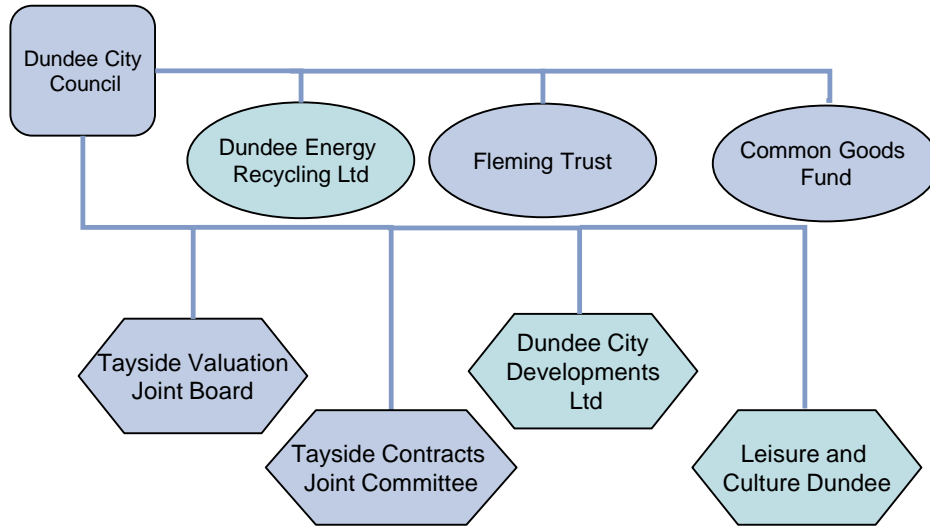 Dundee City
Council
Dundee Energy
Recycling Ltd
Fleming Trust
Common Goods
Fund
Tayside Valuation
Joint Board
Tayside Contracts
Joint Committee
Dundee City
Developments
Ltd
Leisure and
Culture Dundee